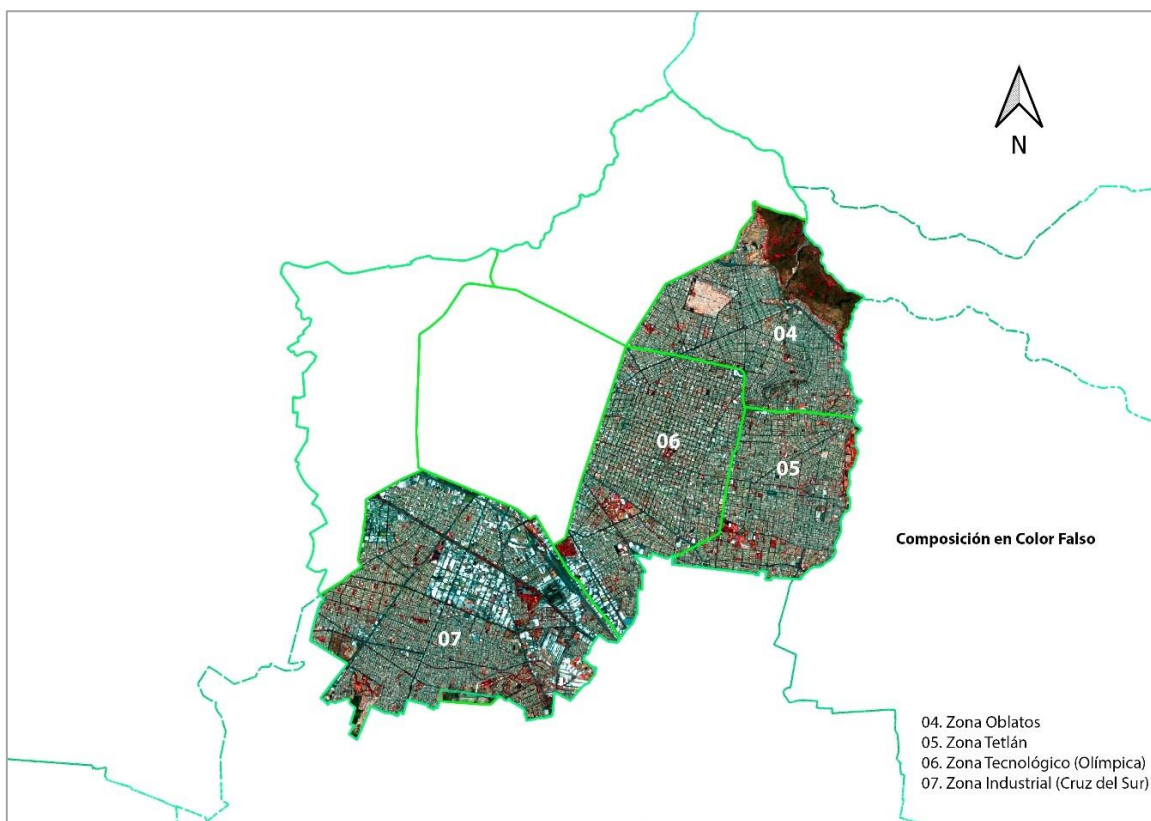 N
04
06
05
Composición en Color Falso
07
04. Zona Oblatos
05. Zona Tetlán
06. Zona Tecnológico (Olímpica)
07. Zona Industrial (Cruz del Sur)